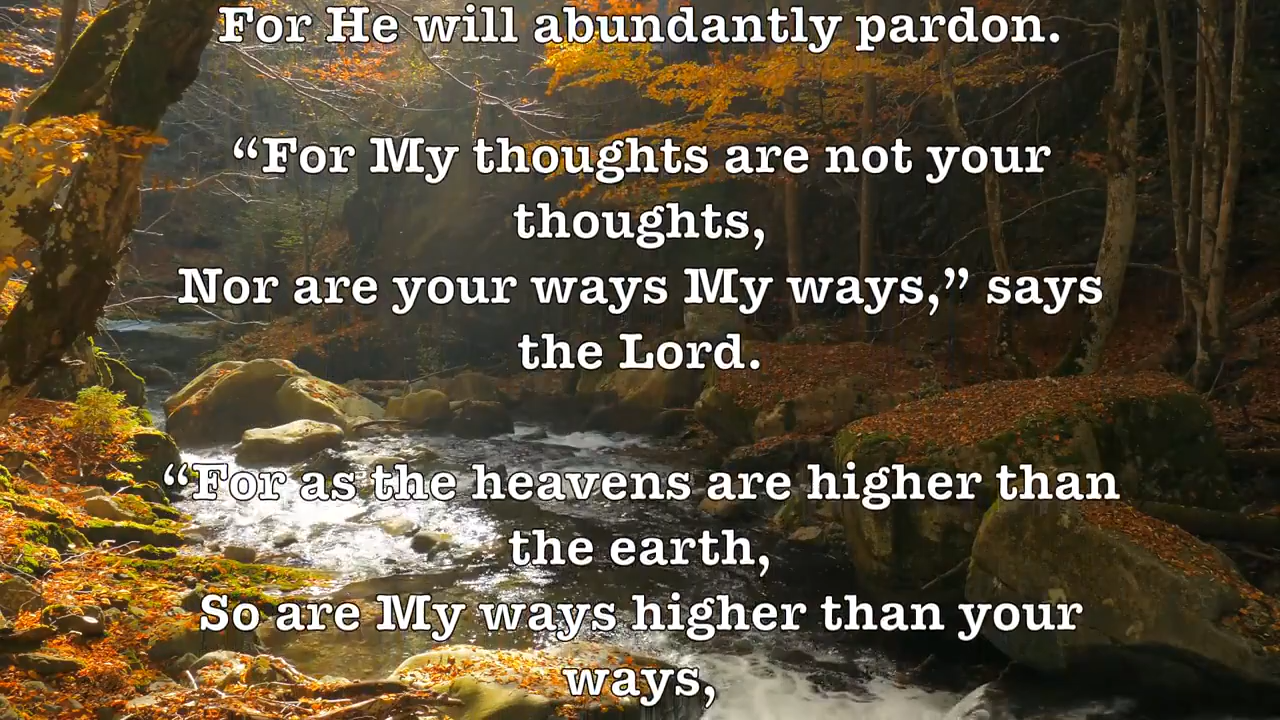 For He will abundantly pardon.
“For My thoughts are not your
thoughts,
Nor are your ways My ways,” says
the Lord.
“For as the heavens are higher than
the earth,
So are My ways higher than your
ways,